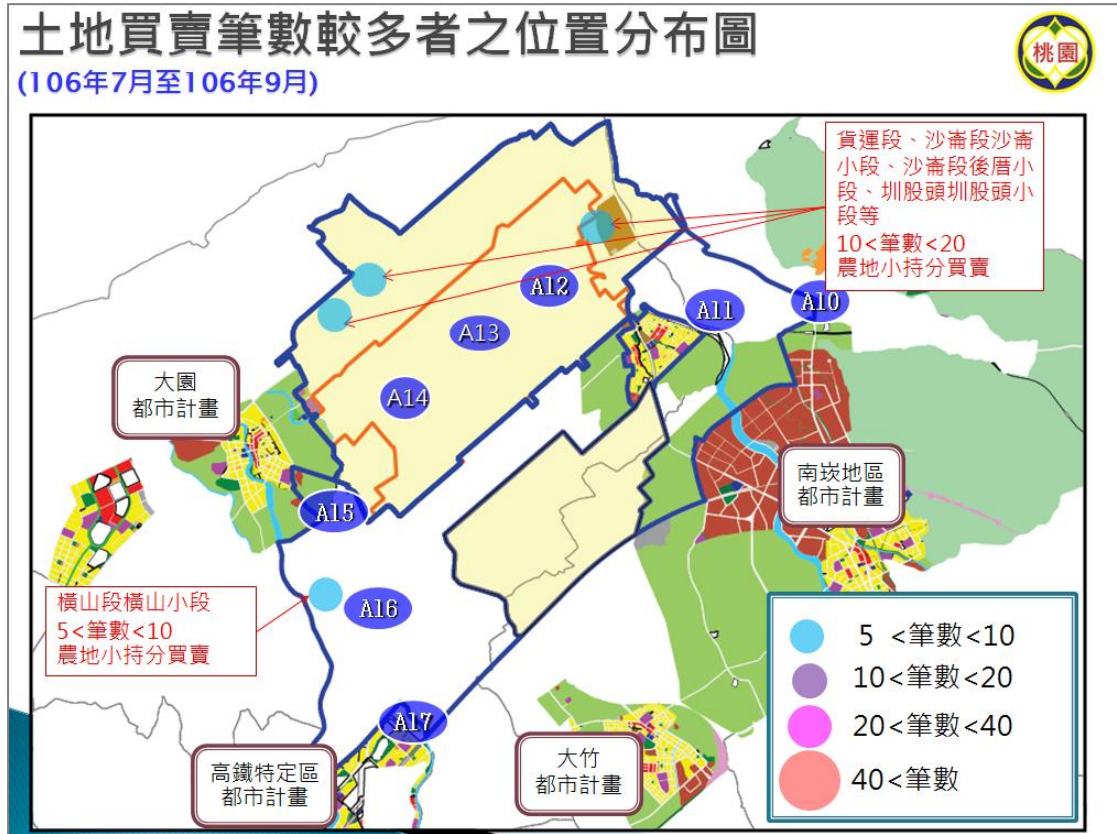 土地買賣筆數較多者之位置分布圖
(106年7月至106年9月)
桃園
貨運段、沙崙段沙崙
小段、沙崙段後厝小
段、圳股頭圳股頭小
段等
10<筆數<20
農地小持分買賣
A12
A11
A10
A13
A14
大園
都市計畫
南崁地區
都市計畫
A15
橫山段橫山小段
5<筆數<10
農地小持分買賣
A16
5 <筆數<10
10<筆數<20
20<筆數<40
40<筆數
A17
高鐵特定區
都市計畫
大竹
都市計畫